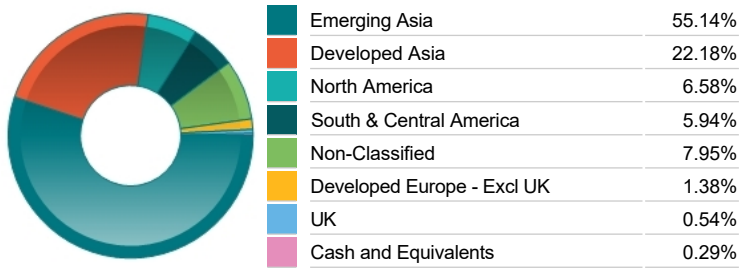 Emerging Asia 55.14%
Developed Asia 22.18%
North America 6.58%
South & Central America 5.94%
Non-Classified 7.95%
Developed Europe - Excl UK 1.38%
UK 0.54%
Cash and Equivalents 0.29%